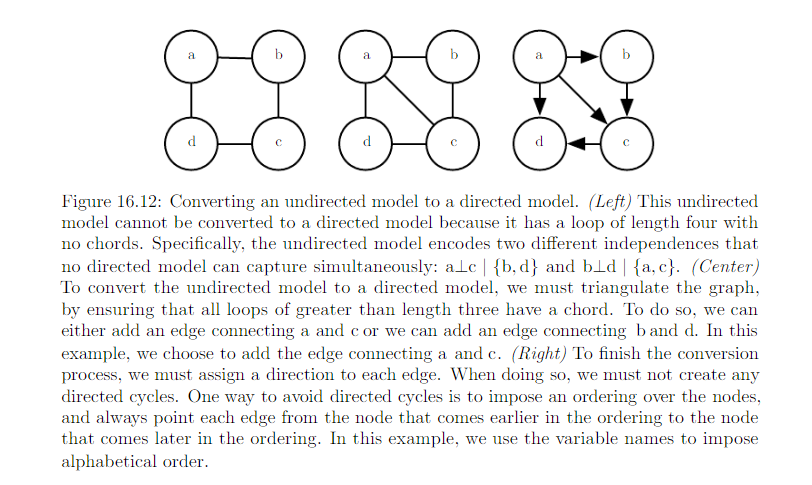 a b a b a b
d c d c d c
Figure 16.12: Converting an undirected model to a directed model. (Left) This undirected
model cannot be converted to a directed model because it has a loop of length four with
no chords. Specifically, the undirected model encodes two different independences that
no directed model can capture simultaneously: a⊥c | {b, d} and b⊥d | {a, c}. (Center)
To convert the undirected model to a directed model, we must triangulate the graph,
by ensuring that all loops of greater than length three have a chord. To do so, we can
either add an edge connecting a and c or we can add an edge connecting b and d. In this
example, we choose to add the edge connecting a and c. (Right) To finish the conversion
process, we must assign a direction to each edge. When doing so, we must not create any
directed cycles. One way to avoid directed cycles is to impose an ordering over the nodes,
and always point each edge from the node that comes earlier in the ordering to the node
that comes later in the ordering. In this example, we use the variable names to impose
alphabetical order.